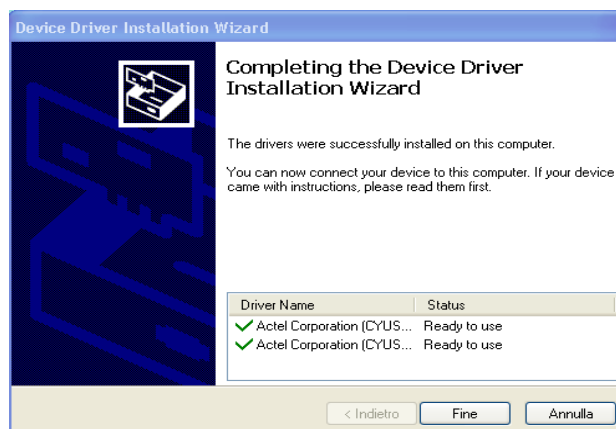 Device Driver Installation Wizard
Completing the Device Driver
Installation Wizard
The drivers were successfully installed on this computer.
You can now connect your device to this computer. If your device
came with instructions, please read them first.
Driver Name Status
Actel Corporation (CYUS... Ready to use
Actel Corporation (CYUS... Ready to use
< Indietro Fine Annulla